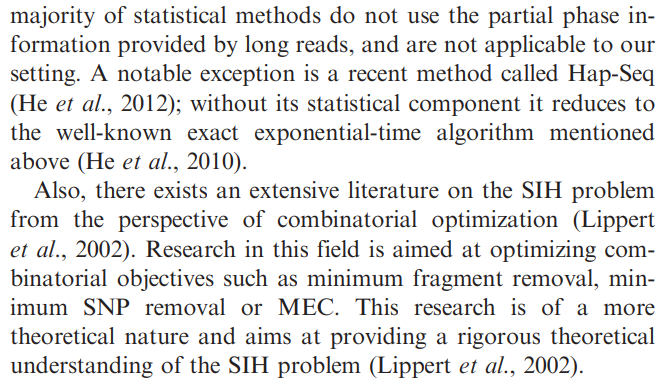 majority of statistical methods do not use the partial phase in-
formation provided by long reads, and are not applicable to our
setting. A notable exception is a recent method called Hap-Seq
(He et al., 2012); without its statistical component it reduces to
the well-known exact exponential-time algorithm mentioned
above (He et al., 2010).
Also, there exists an extensive literature on the SIH problem
from the perspective of combinatorial optimization (Lippert
et al., 2002). Research in this field is aimed at optimizing com-
binatorial objectives such as minimum fragment removal, min-
imum SNP removal or MEC. This research is of a more
theoretical nature and aims at providing a rigorous theoretical
understanding of the SIH problem (Lippert et al., 2002).